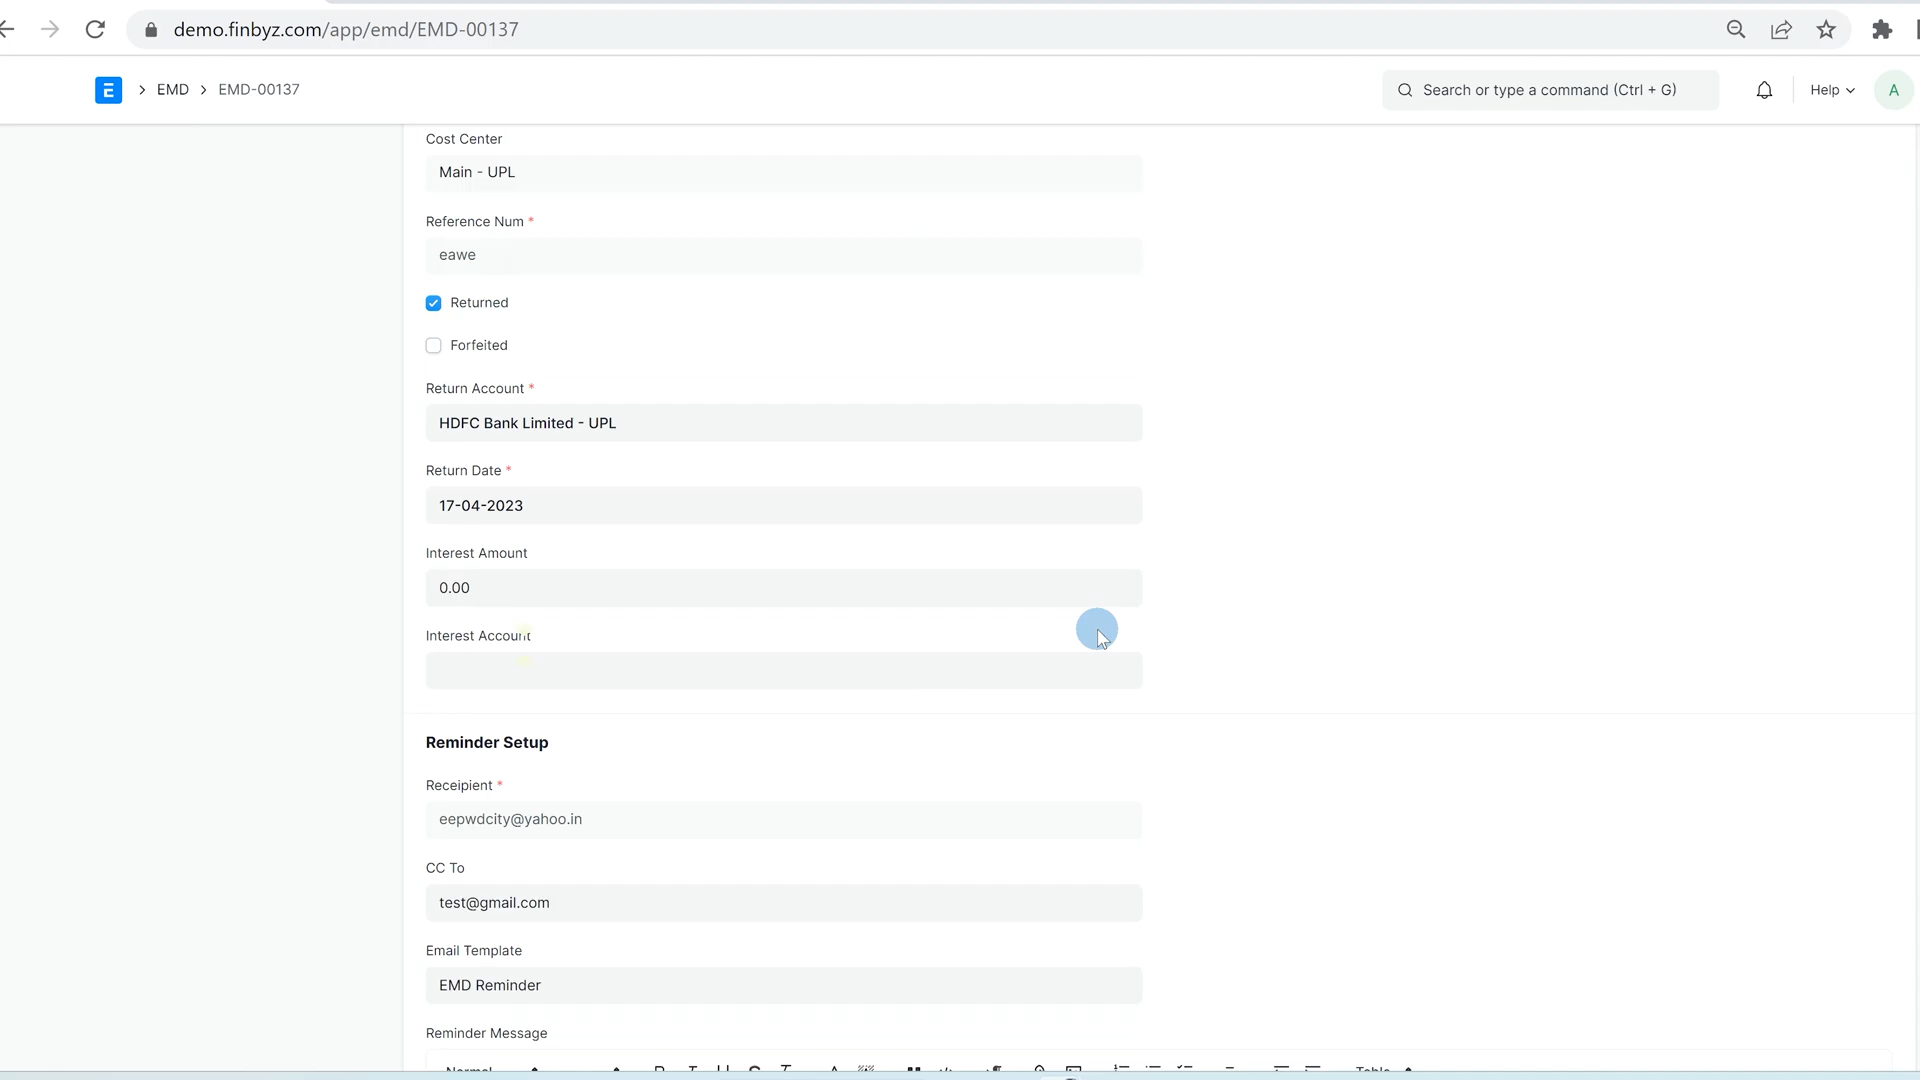 demo.finbyz.com/app/emd/EMD-00137
E
EMD
EMD-00137
Search or type a command (Ctrl + G)
Help
A
Cost Center
Main - UPL
Reference Num *
eawe
Returned
Forfeited
Return Account *
HDFC Bank Limited - UPL
Return Date *
17-04-2023
Interest Amount
0.00
Interest Account
Reminder Setup
Receipient *
eepwdcity@yahoo.in
CC To
test@gmail.com
Email Template
EMD Reminder
Reminder Message
Normal
Table